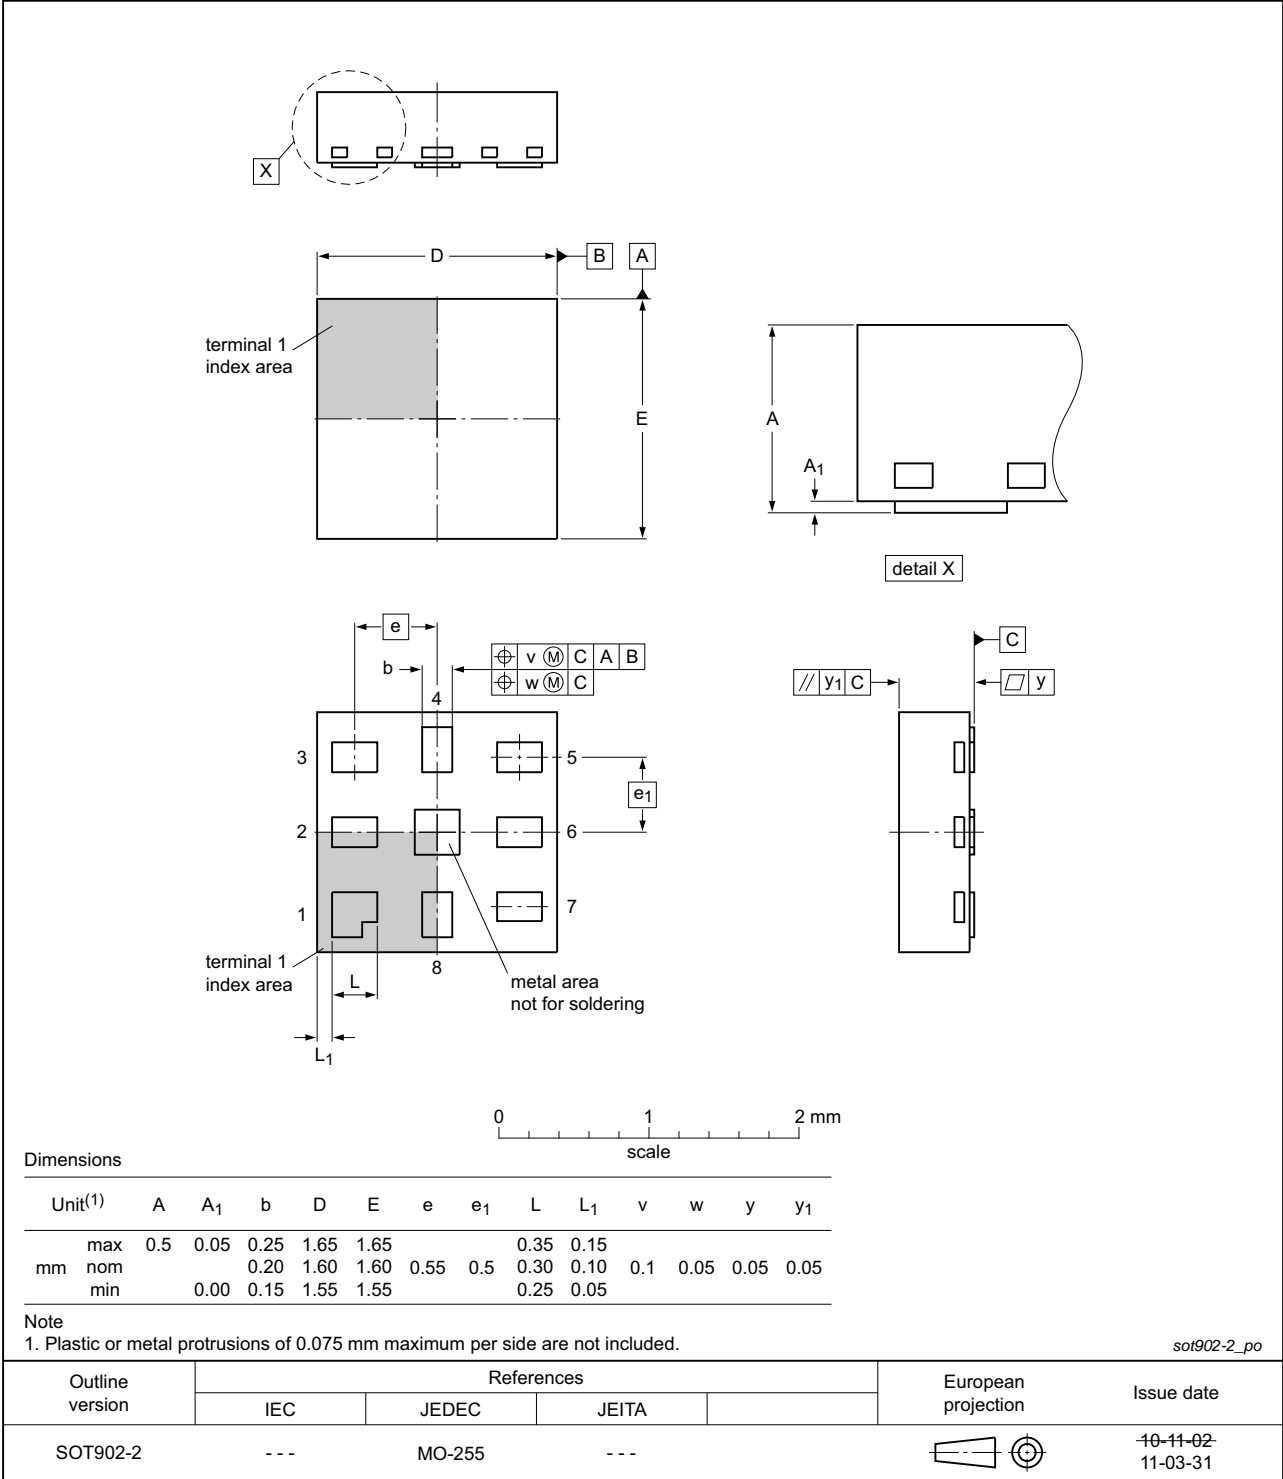 X
D
B
A
terminal 1
index area
E
A
A1
detail X
e
b
v M C A B
w M C
4
3
5
e1
2
6
1
7
terminal 1
index area
8
L
metal area
not for soldering
L1
C
// y1 C
y
0 1 2 mm
scale
Dimensions
Unit(1) A A1 b D E e e1 L L1 v w y y1
max 0.5 0.05 0.25 1.65 1.65 0.35 0.15
mm nom 0.20 1.60 1.60 0.55 0.5 0.30 0.10 0.1 0.05 0.05 0.05
min 0.00 0.15 1.55 1.55 0.25 0.05
Note
1. Plastic or metal protrusions of 0.075 mm maximum per side are not included.
sot902-2_po
Outline
version
References
IEC JEDEC JEITA
European
projection
Issue date
SOT902-2 - - - MO-255 - - -
10-11-02
11-03-31